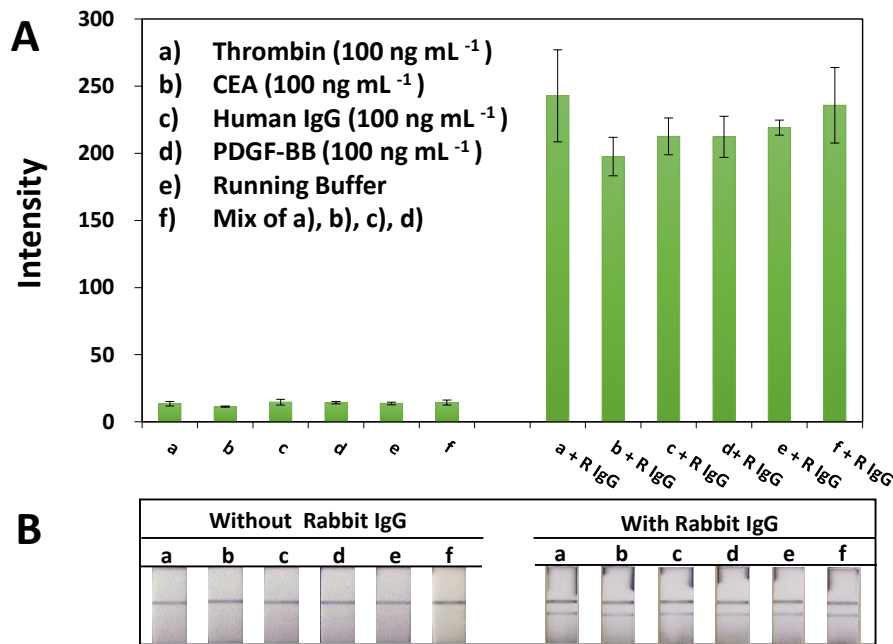 A
300
250
200
150
100
50
0
Intensity
a) Thrombin (100 ng mL -1 )
b) CEA (100 ng mL -1 )
c) Human IgG (100 ng mL -1 )
d) PDGF-BB (100 ng mL -1 )
e) Running Buffer
f) Mix of a), b), c), d)
a b c d e f a + R IgG b + R IgG c + R IgG d+ R IgG e + R IgG f + R IgG
B
Without Rabbit IgG With Rabbit IgG
a b c d e f a b c d e f